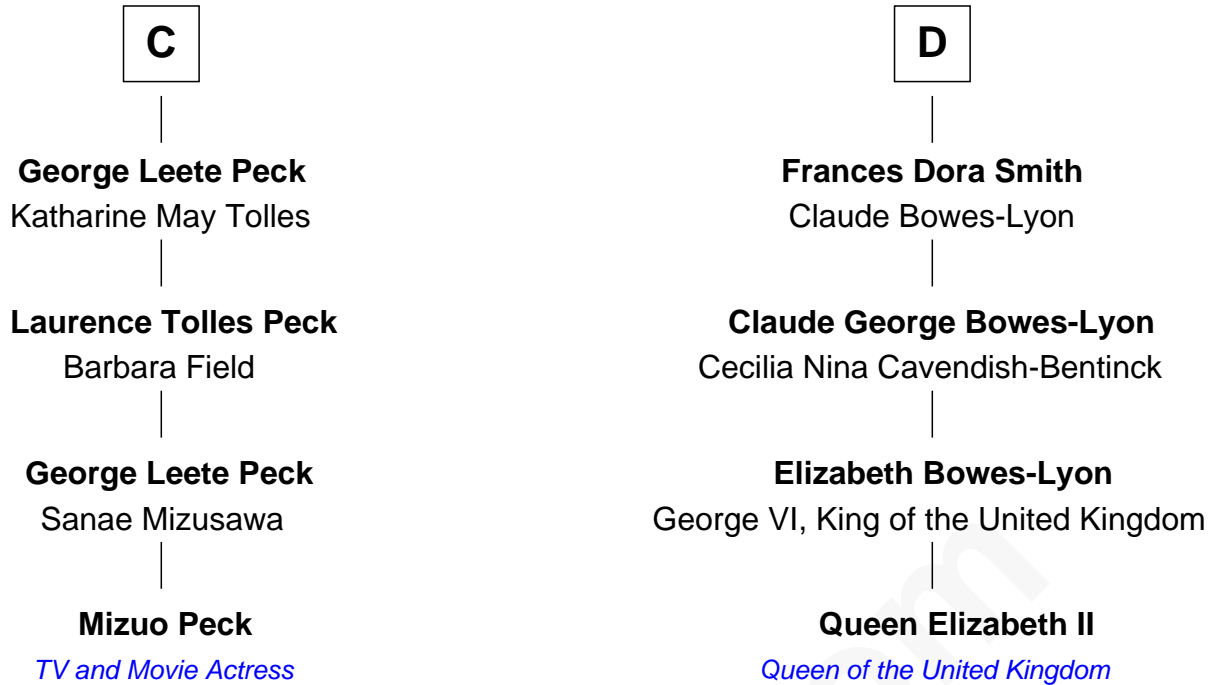 C
George Leete Peck
Katharine May Tolles
Laurence Tolles Peck
Barbara Field
George Leete Peck
Sanae Mizusawa
Mizuo Peck
TV and Movie Actress
D
Frances Dora Smith
Claude Bowes-Lyon
Claude George Bowes-Lyon
Cecilia Nina Cavendish-Bentinck
Elizabeth Bowes-Lyon
George VI, King of the United Kingdom
Queen Elizabeth II
Queen of the United Kingdom